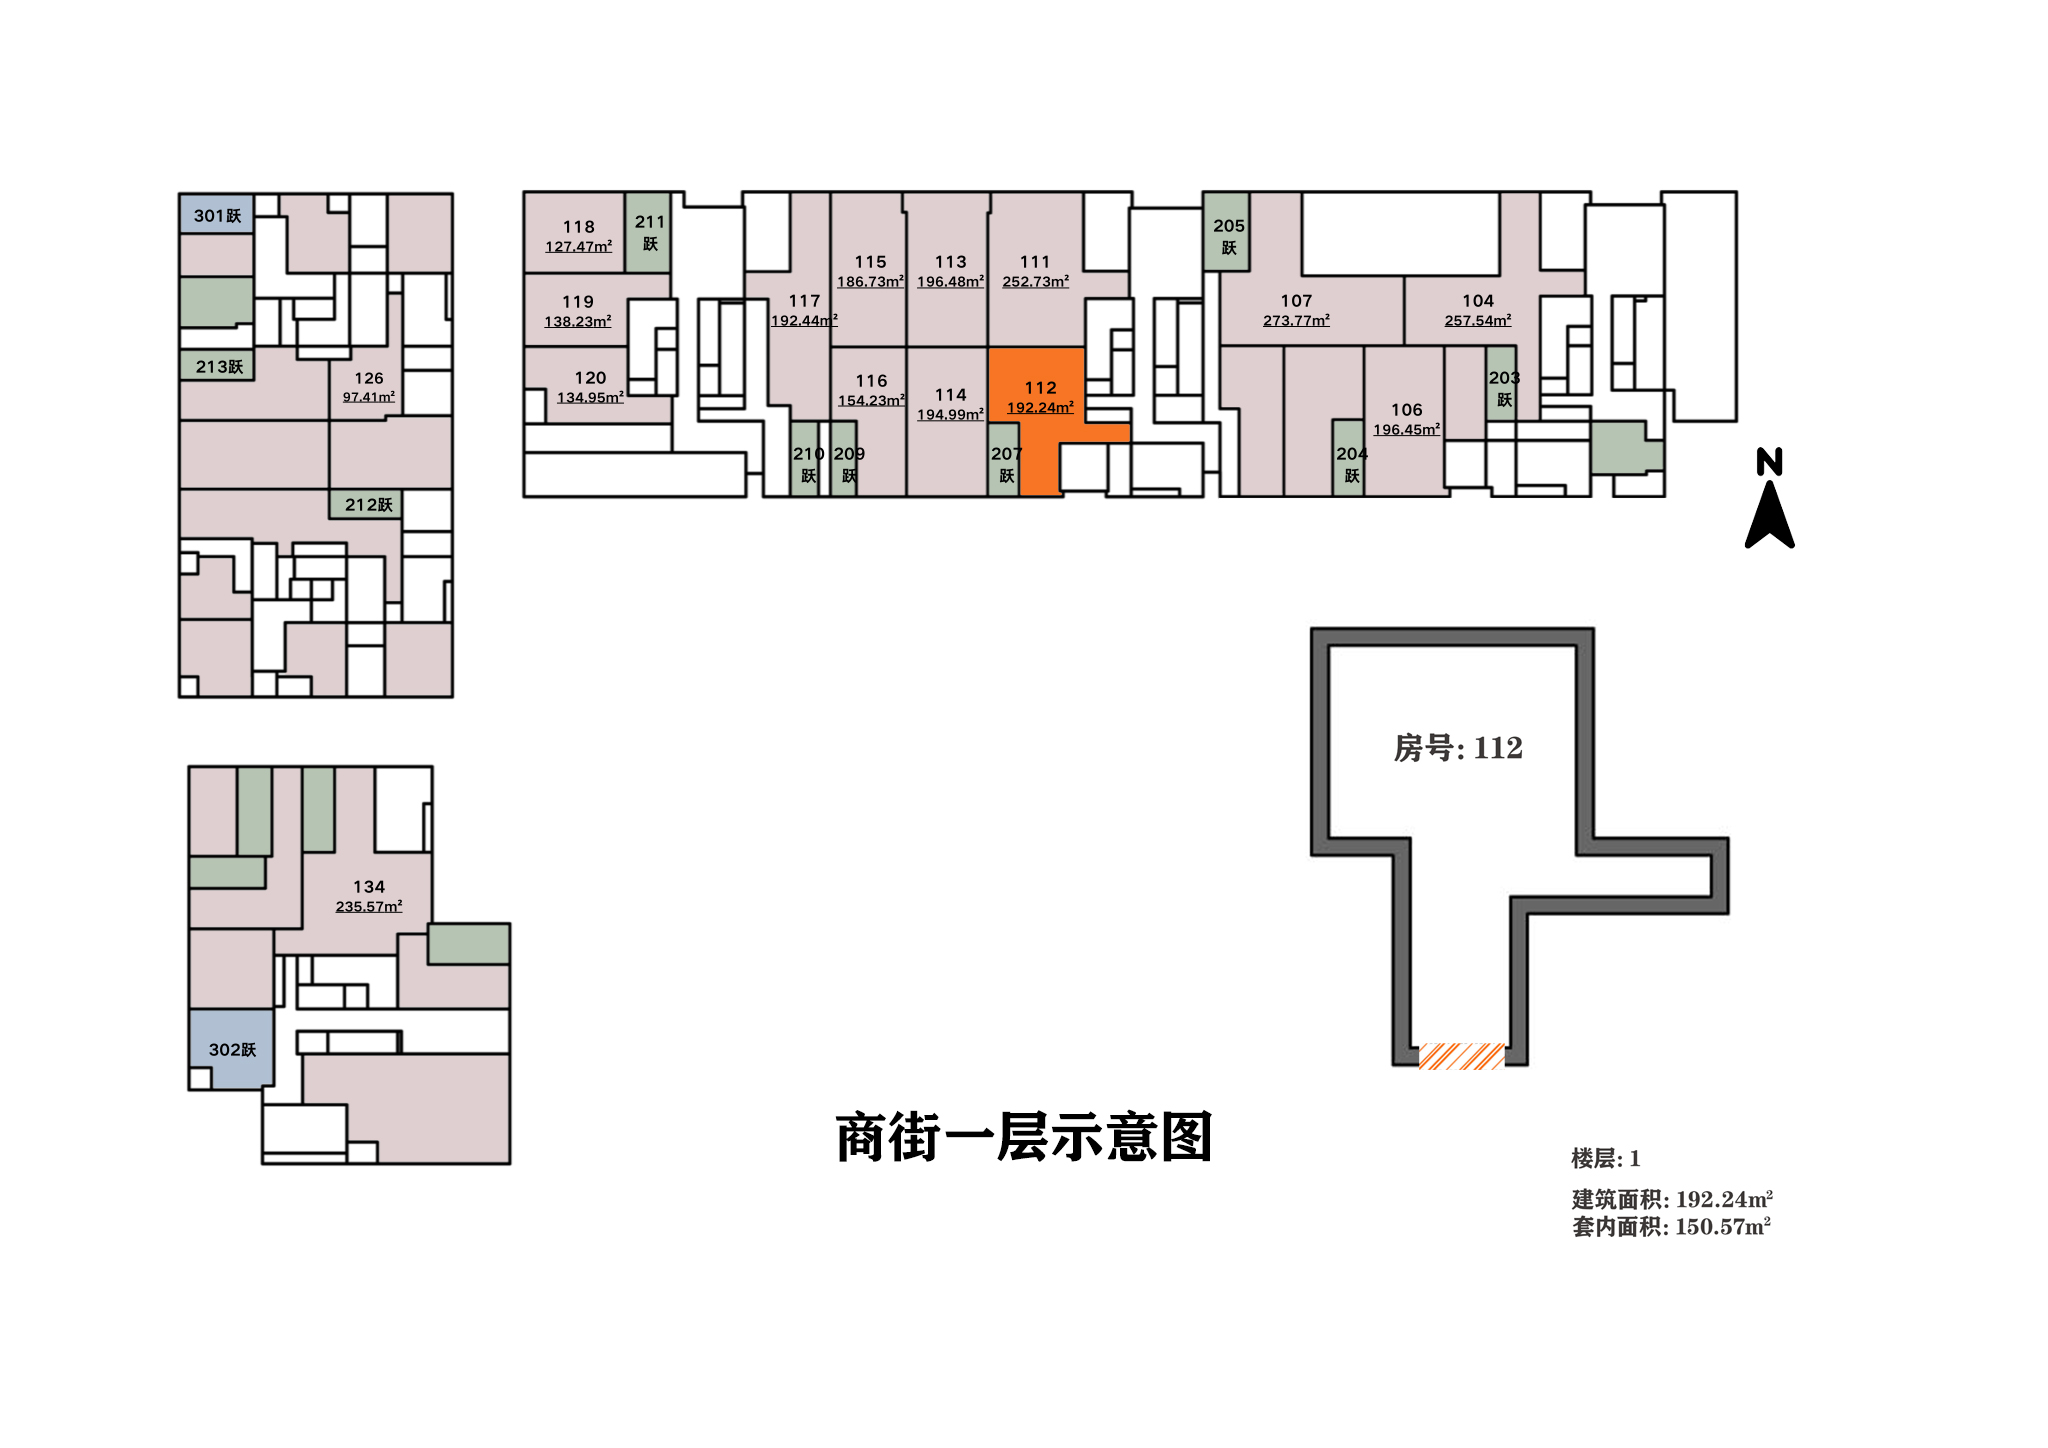 301跃
213跃
126
97.41m²
212跃
118
127.47m²
211
跃
119
138.23m²
120
134.95m²
117
192.44m²
115
186.73m²
113
196.48m²
111
252.73m²
116
154.23m²
114
194.99m²
112
192.24m²
210
跃
209
跃
207
跃
205
跃
107
273.77m²
104
257.54m²
106
196.45m²
203
跃
204
跃
N
134
235.57m²
302跃
房号: 112
商街一层示意图
楼层: 1
建筑面积: 192.24m²
套内面积: 150.57m²